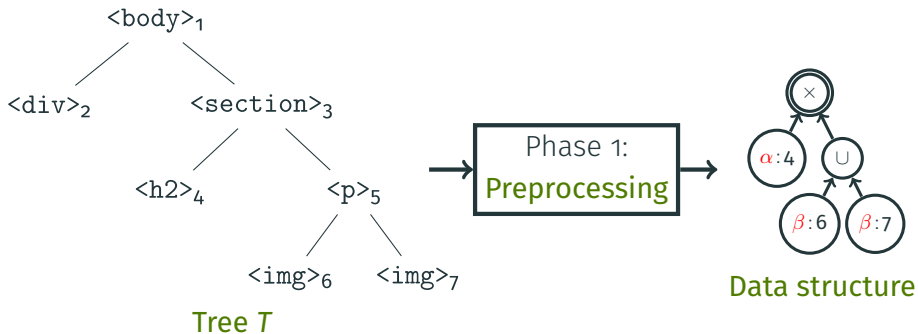 <body>₁
<div>₂
<section>₃
<h2>₄
<p>₅
<img>₆
<img>₇
Tree T
Phase 1:
Preprocessing
×
α:4
∪
β:6
β:7
Data structure